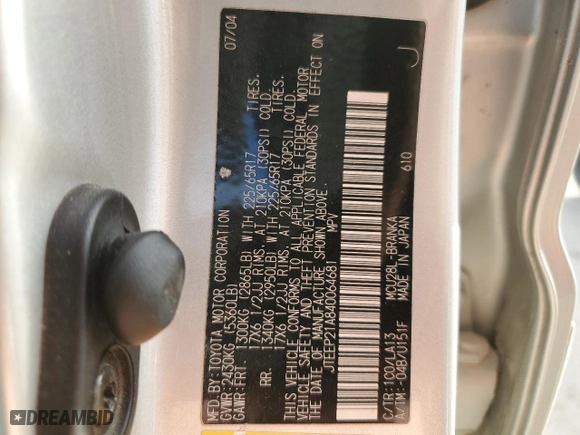 MFD.BY:TOYOTA MOTOR CORPORATION 07/04
GVWR:2430KG (5360LB)
GAWR:FRT. 1300KG (2865LB) WITH 225/65R17 TIRES.
17X6 1/2JJ RIMS. AT 210KPA (30PSI) COLD.
RR. 1340KG (2950LB) WITH 225/65R17 TIRES.
17X6 1/2JJ RIMS. AT 210KPA (30PSI) COLD.
THIS VEHICLE CONFORMS TO ALL APPLICABLE FEDERAL MOTOR
VEHICLE SAFETY AND THEFT PREVENTION STANDARDS IN EFFECT ON
THE DATE OF MANUFACTURE SHOWN ABOVE.
JTEEP21A840064681 MPV
C/TR:1C0/LA13 MCU28L-BRANKA 610
A/TM:-04B/U151F MADE IN JAPAN
J
DREAMBID